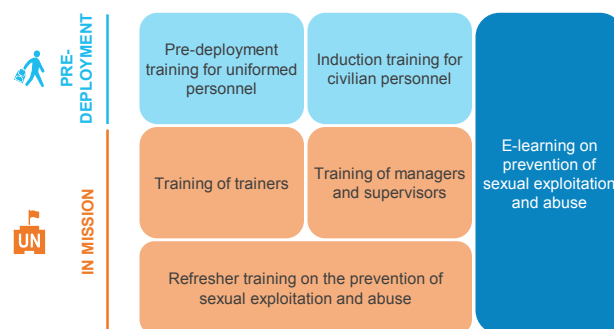 PRE-
DEPLOYMENT
Pre-deployment
training for uniformed
personnel
Induction training for
civilian personnel
E-learning on
prevention of
sexual exploitation
and abuse
UN
IN MISSION
Training of trainers
Training of managers
and supervisors
Refresher training on the prevention of
sexual exploitation and abuse